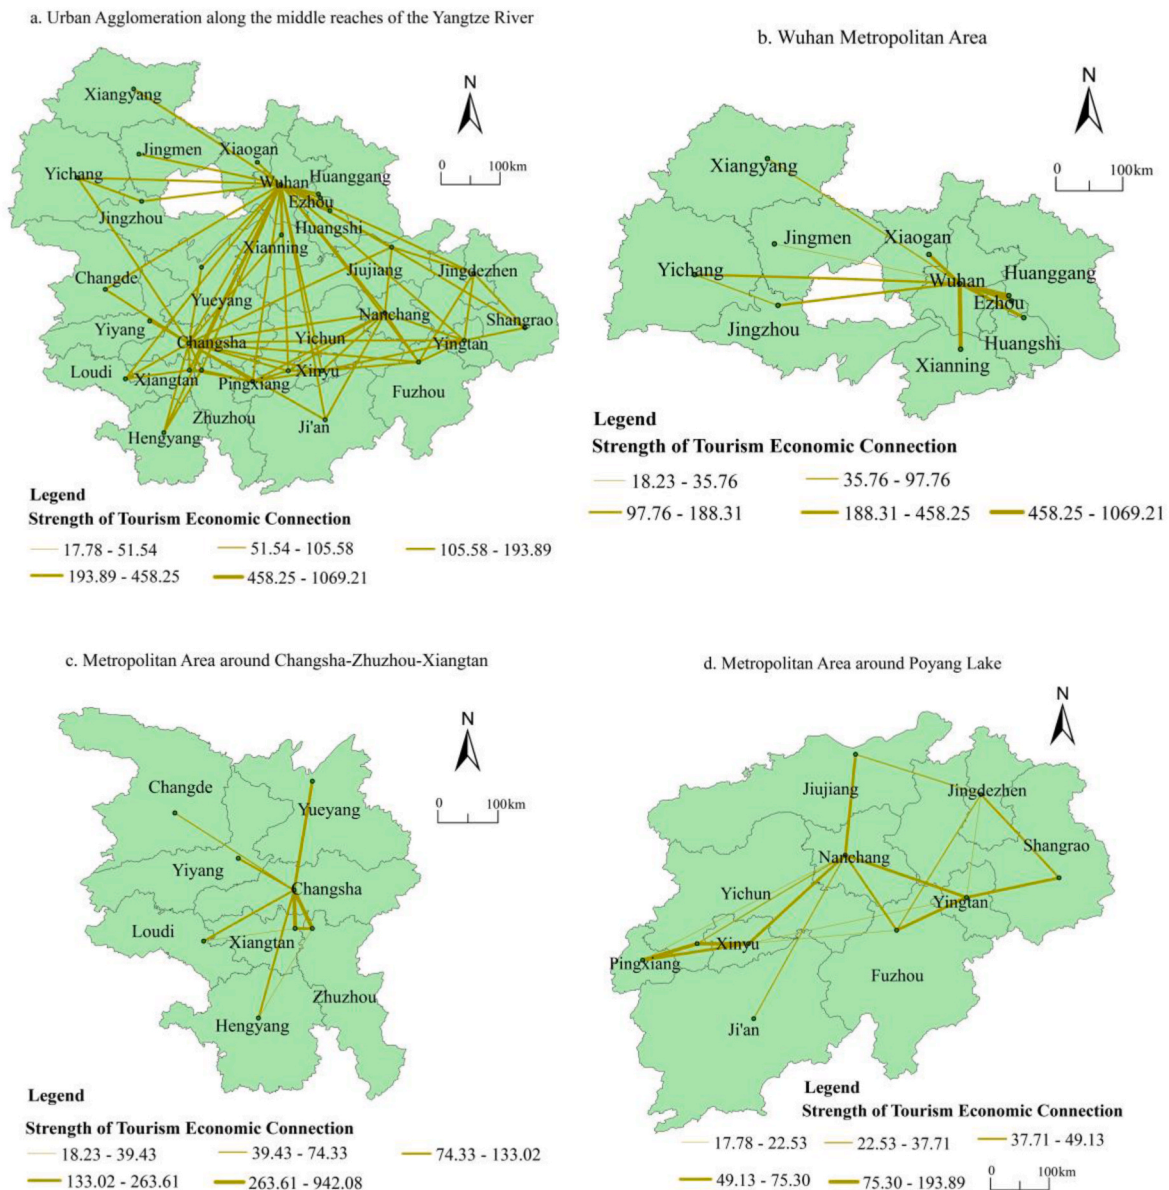 a. Urban Agglomeration along the middle reaches of the Yangtze River
N
0 100km
Xiangyang
Jingmen
Xiaogan
Yichang
Wuhan
Huanggang
Ezhou
Jingzhou
Huangshi
Xianning
Changde
Jiujiang
Jingdezhen
Yueyang
Nanchang
Shangrao
Yiyang
Changsha
Yichun
Yingtan
Loudi
Xiangtan
Pingxiang
Xinyu
Fuzhou
Zhuzhou
Ji'an
Hengyang
Legend
Strength of Tourism Economic Connection
17.78 - 51.54
51.54 - 105.58
105.58 - 193.89
193.89 - 458.25
458.25 - 1069.21
b. Wuhan Metropolitan Area
N
0 100km
Xiangyang
Jingmen
Xiaogan
Yichang
Wuhan
Huanggang
Ezhou
Jingzhou
Huangshi
Xianning
Legend
Strength of Tourism Economic Connection
18.23 - 35.76
35.76 - 97.76
97.76 - 188.31
188.31 - 458.25
458.25 - 1069.21
c. Metropolitan Area around Changsha-Zhuzhou-Xiangtan
N
0 100km
Changde
Yueyang
Yiyang
Changsha
Loudi
Xiangtan
Zhuzhou
Hengyang
Legend
Strength of Tourism Economic Connection
18.23 - 39.43
39.43 - 74.33
74.33 - 133.02
133.02 - 263.61
263.61 - 942.08
d. Metropolitan Area around Poyang Lake
N
Jiujiang
Jingdezhen
Nanchang
Shangrao
Yichun
Yingtan
Xinyu
Pingxiang
Fuzhou
Ji'an
Legend
Strength of Tourism Economic Connection
17.78 - 22.53
22.53 - 37.71
37.71 - 49.13
49.13 - 75.30
75.30 - 193.89
0 100km